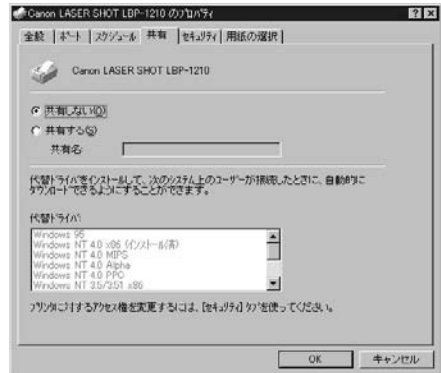 Canon LASER SHOT LBP-1210 のプロパティ
全般 ポート スケジュール 共有 セキュリティ 用紙の選択
Canon LASER SHOT LBP-1210
共有しない(O)
共有する(S)
共有名:
代替ドライバをインストールして、次のシステム上のユーザーが接続したときに、自動的に
ダウンロードできるようにすることができます。
代替ドライバ:
Windows 95
Windows NT 4.0 x86 (インストール済)
Windows NT 4.0 MIPS
Windows NT 4.0 Alpha
Windows NT 4.0 PPC
Windows NT 3.5/3.51 x86
プリンタに対するアクセス権を変更するには、[セキュリティ] タブを使ってください。
OK キャンセル